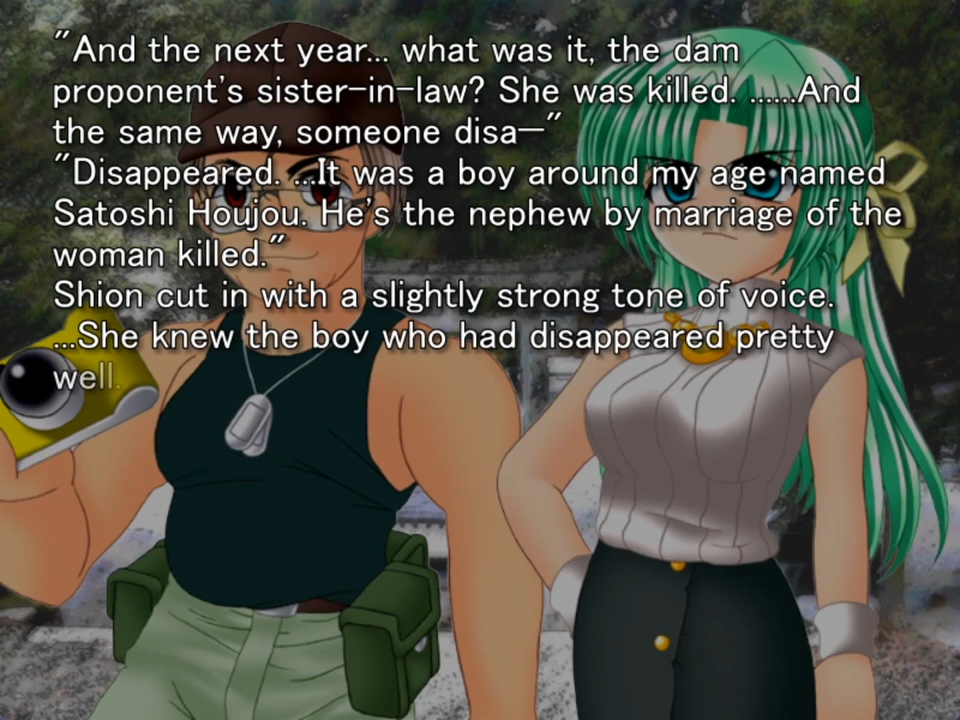 "And the next year... what was it, the dam
proponent's sister-in-law? She was killed. ......And
the same way, someone disa—"
"Disappeared. ...It was a boy around my age named
Satoshi Houjou. He's the nephew by marriage of the
woman killed."
Shion cut in with a slightly strong tone of voice.
...She knew the boy who had disappeared pretty
well.